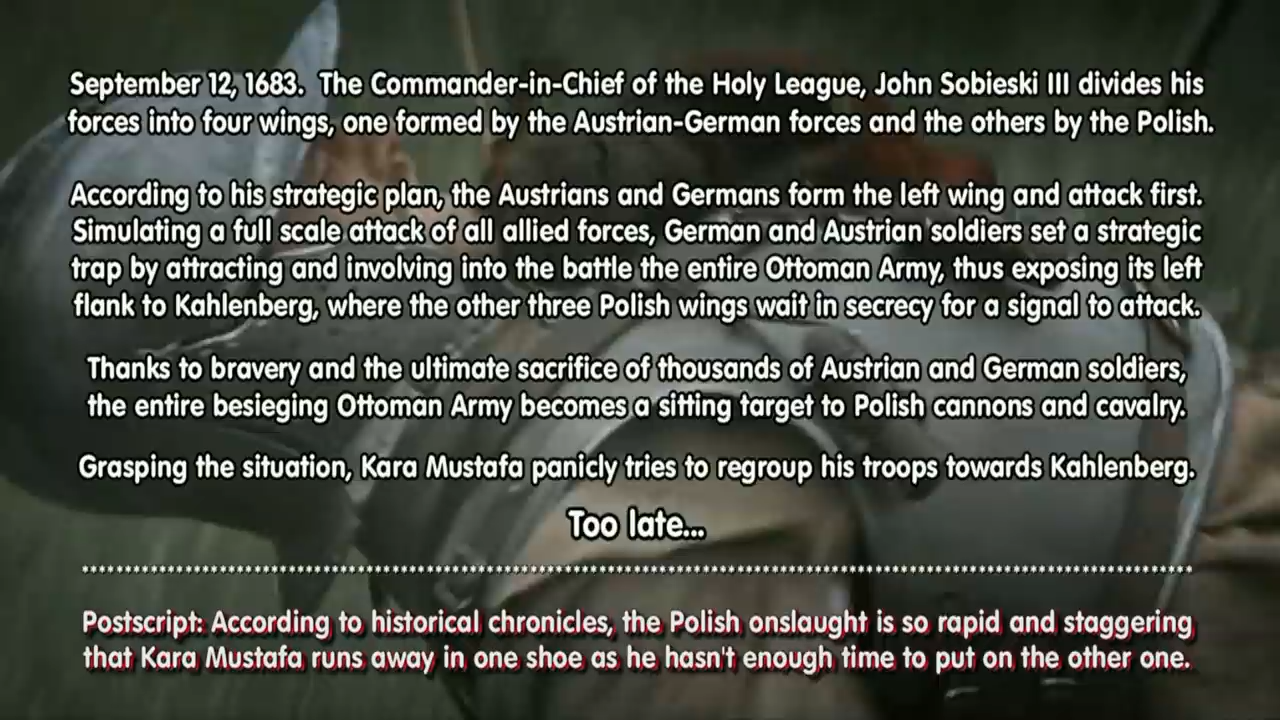 September 12, 1683. The Commander-in-Chief of the Holy League, John Sobieski III divides his
forces into four wings, one formed by the Austrian-German forces and the others by the Polish.
According to his strategic plan, the Austrians and Germans form the left wing and attack first.
Simulating a full scale attack of all allied forces, German and Austrian soldiers set a strategic
trap by attracting and involving into the battle the entire Ottoman Army, thus exposing its left
flank to Kahlenberg, where the other three Polish wings wait in secrecy for a signal to attack.
Thanks to bravery and the ultimate sacrifice of thousands of Austrian and German soldiers,
the entire besieging Ottoman Army becomes a sitting target to Polish cannons and cavalry.
Grasping the situation, Kara Mustafa panicly tries to regroup his troops towards Kahlenberg.
Too late...
Postscript: According to historical chronicles, the Polish onslaught is so rapid and staggering
that Kara Mustafa runs away in one shoe as he hasn't enough time to put on the other one.